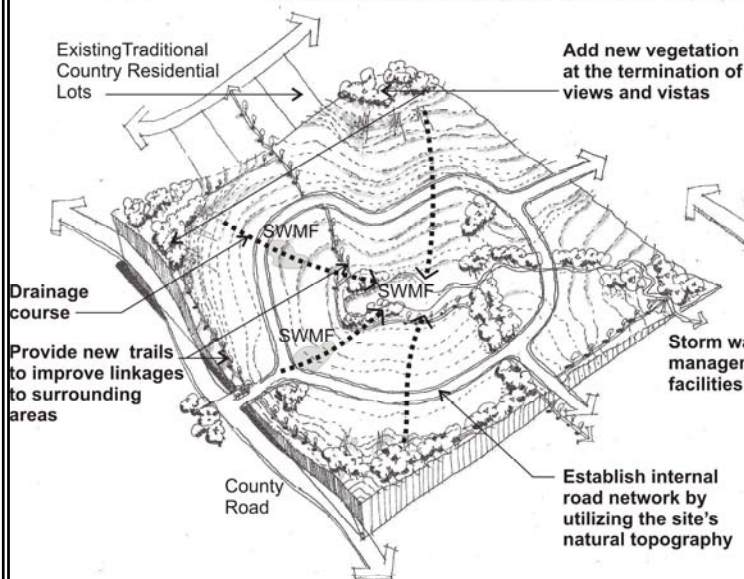 ExistingTraditional
Country Residential
Lots
Add new vegetation
at the termination of
views and vistas
SWMF
SWMF
SWMF
Drainage
course
Provide new trails
to improve linkages
to surrounding
areas
Storm
facilities
County
Road
Establish internal
road network by
utilizing the site's
natural topography